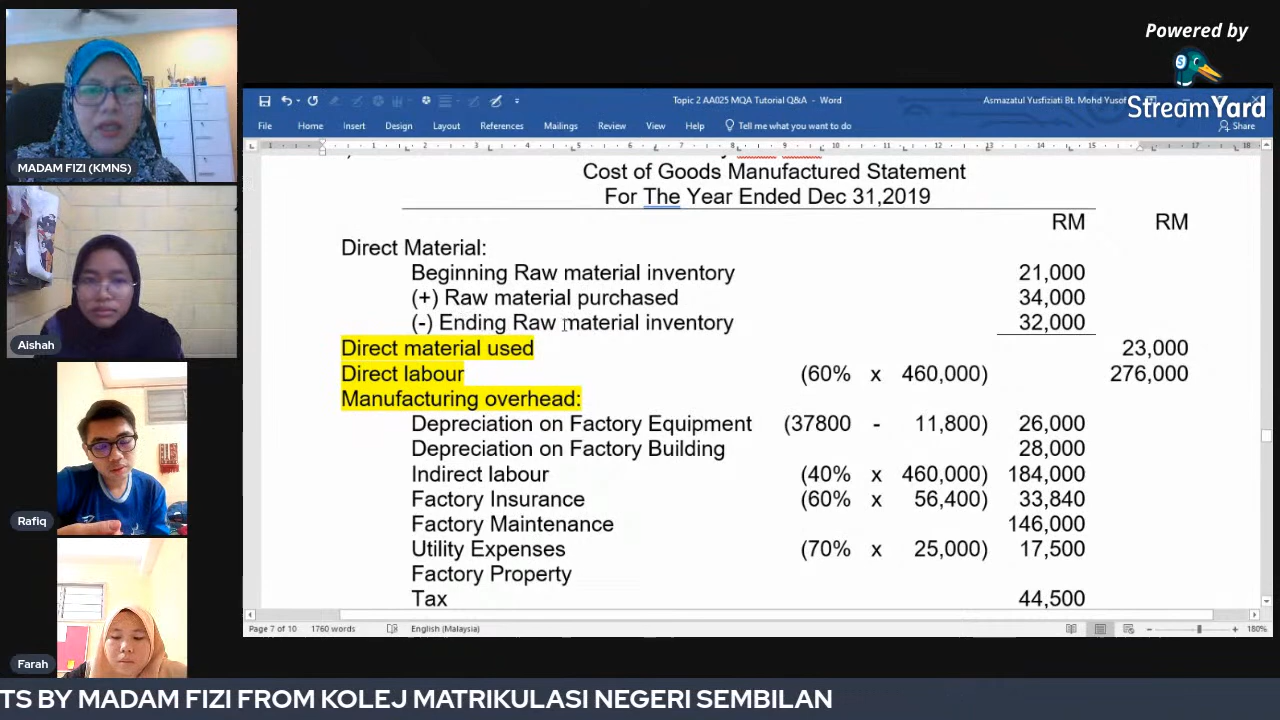 Powered by
StreamYard
MADAM FIZI (KMNS)
Aishah
Rafiq
Farah
Topic 2 AA025 MQA Tutorial Q&A - Word
Asmazatul Yusfiziati Bt. Mohd Yusof
File Home Insert Design Layout References Mailings Review View Help Tell me what you want to do
Share
Cost of Goods Manufactured Statement
For The Year Ended Dec 31,2019
RM RM
Direct Material:
Beginning Raw material inventory 21,000
(+) Raw material purchased 34,000
(-) Ending Raw material inventory 32,000
Direct material used 23,000
Direct labour (60% x 460,000) 276,000
Manufacturing overhead:
Depreciation on Factory Equipment (37800 - 11,800) 26,000
Depreciation on Factory Building 28,000
Indirect labour (40% x 460,000) 184,000
Factory Insurance (60% x 56,400) 33,840
Factory Maintenance 146,000
Utility Expenses (70% x 25,000) 17,500
Factory Property
Tax 44,500
Page 7 of 10 1760 words English (Malaysia) 180%
TS BY MADAM FIZI FROM KOLEJ MATRIKULASI NEGERI SEMBILAN